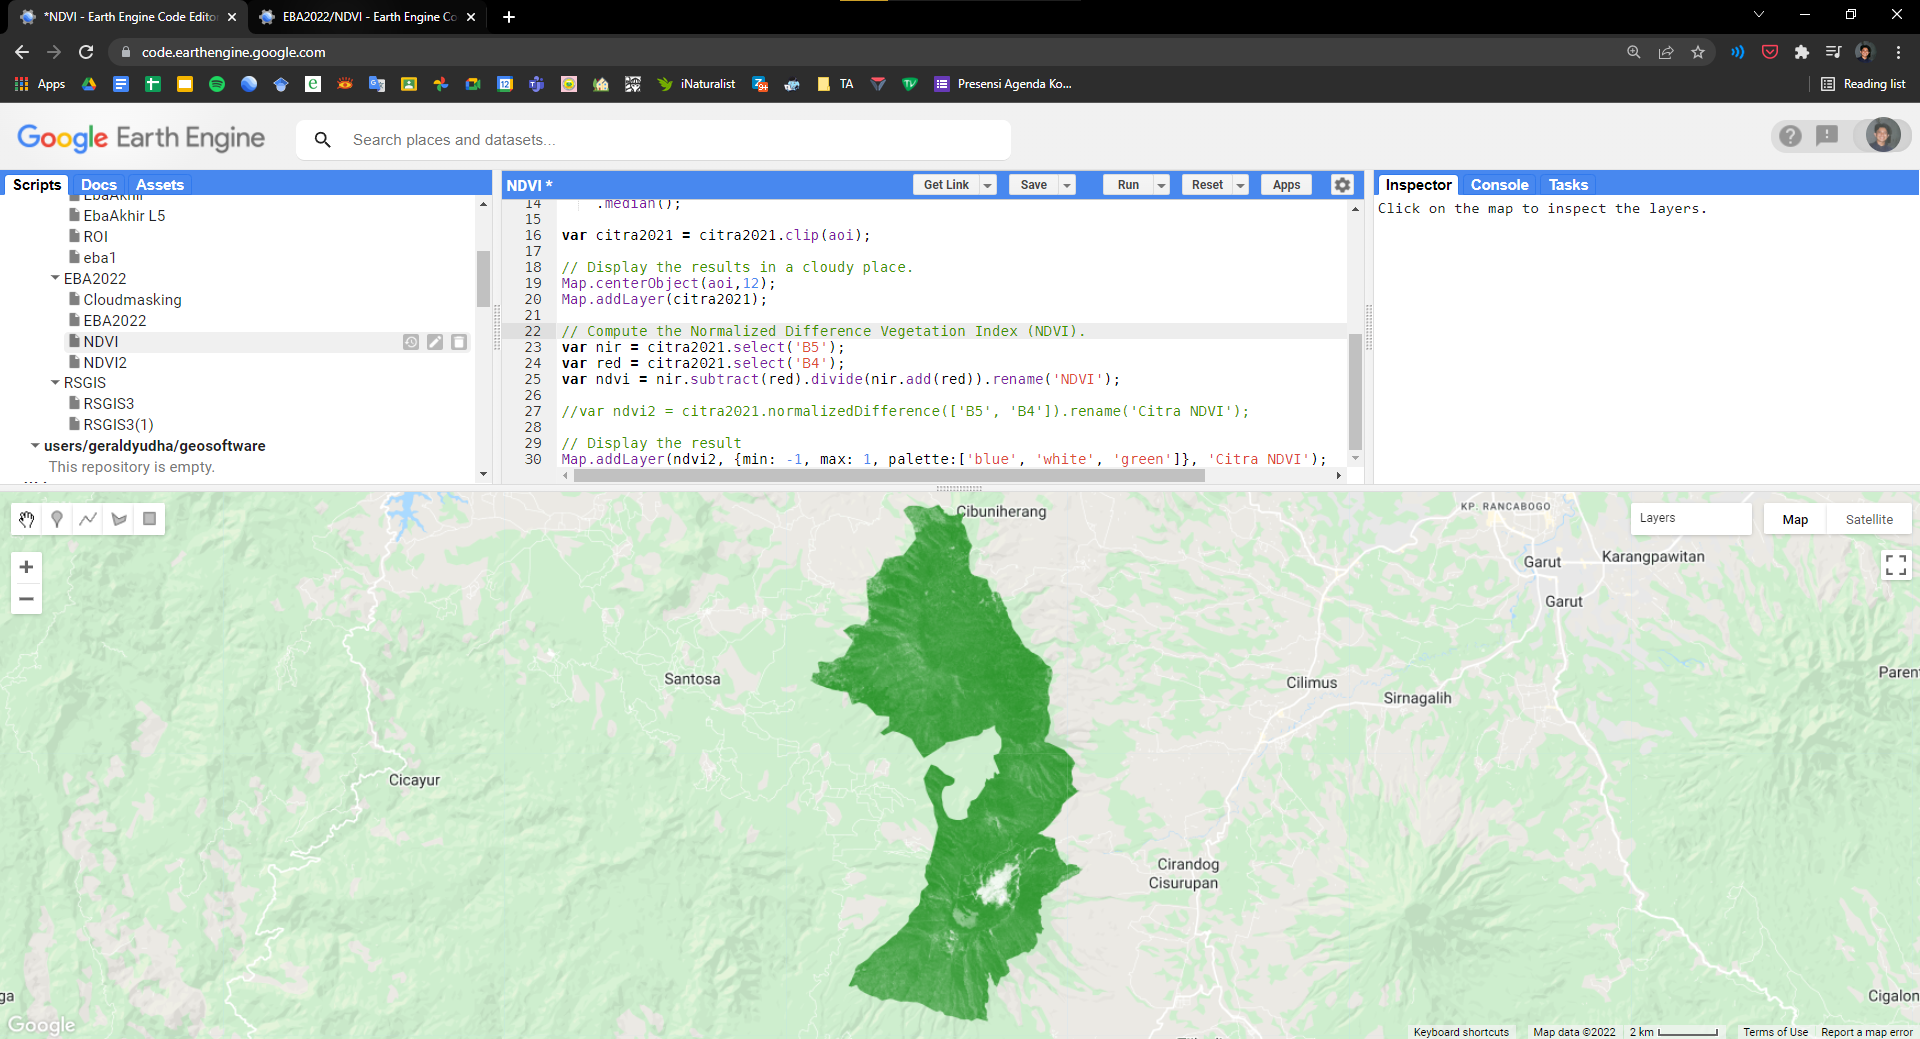 *NDVI - Earth Engine Code Edito
EBA2022/NDVI - Earth Engine Co
code.earthengine.google.com
Apps
iNaturalist
TA
Presensi Agenda Ko...
Reading list
Google Earth Engine
Search places and datasets...
Scripts
Docs
Assets
EbaAkhir
EbaAkhir L5
ROI
eba1
EBA2022
Cloudmasking
EBA2022
NDVI
NDVI2
RSGIS
RSGIS3
RSGIS3(1)
users/geraldyudha/geosoftware
This repository is empty.
NDVI *
Get Link
Save
Run
Reset
Apps
14 .median();
15
16 var citra2021 = citra2021.clip(aoi);
17
18 // Display the results in a cloudy place.
19 Map.centerObject(aoi,12);
20 Map.addLayer(citra2021);
21
22 // Compute the Normalized Difference Vegetation Index (NDVI).
23 var nir = citra2021.select('B5');
24 var red = citra2021.select('B4');
25 var ndvi = nir.subtract(red).divide(nir.add(red)).rename('NDVI');
26
27 //var ndvi2 = citra2021.normalizedDifference(['B5', 'B4']).rename('Citra NDVI');
28
29 // Display the result
30 Map.addLayer(ndvi2, {min: -1, max: 1, palette:['blue', 'white', 'green']}, 'Citra NDVI');
Inspector
Console
Tasks
Click on the map to inspect the layers.
Cibuniherang
KP. RANCABOGO
Layers
Map
Satellite
Garut
Karangpawitan
Garut
Santosa
Cilimus
Sirnagalih
Paren
Cicayur
Cirandog
Cisurupan
ga
Cigalon
Google
Keyboard shortcuts
Map data ©2022
2 km
Terms of Use
Report a map error